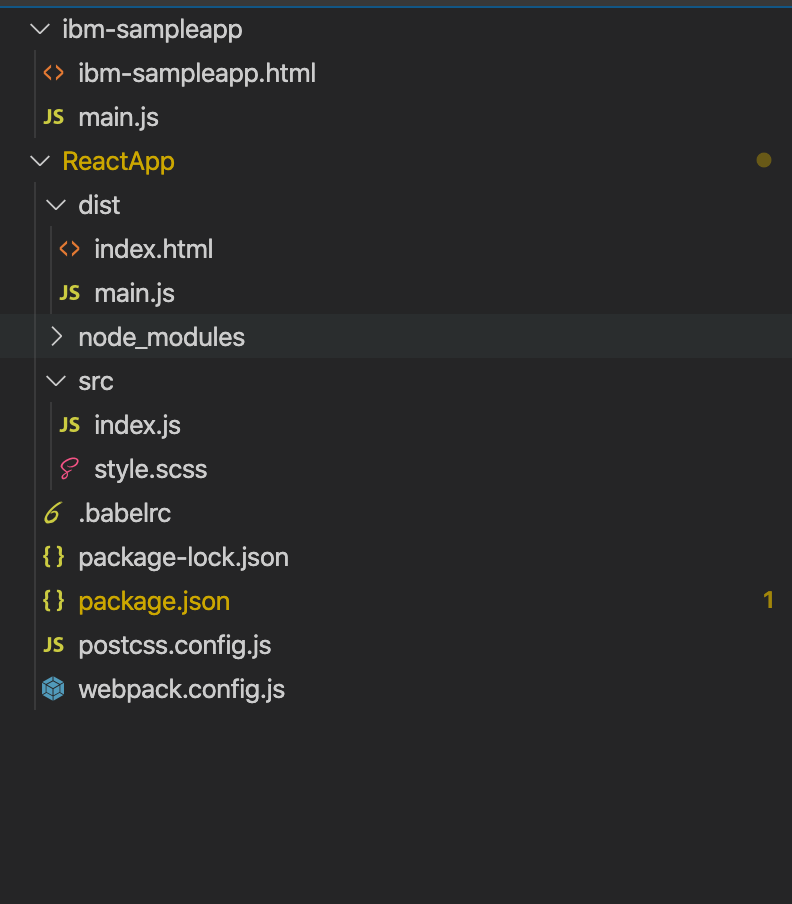 ibm-sampleapp
<> ibm-sampleapp.html
JS main.js
ReactApp
dist
<> index.html
JS main.js
node_modules
src
JS index.js
style.scss
6 .babelrc
{} package-lock.json
{} package.json 1
JS postcss.config.js
webpack.config.js